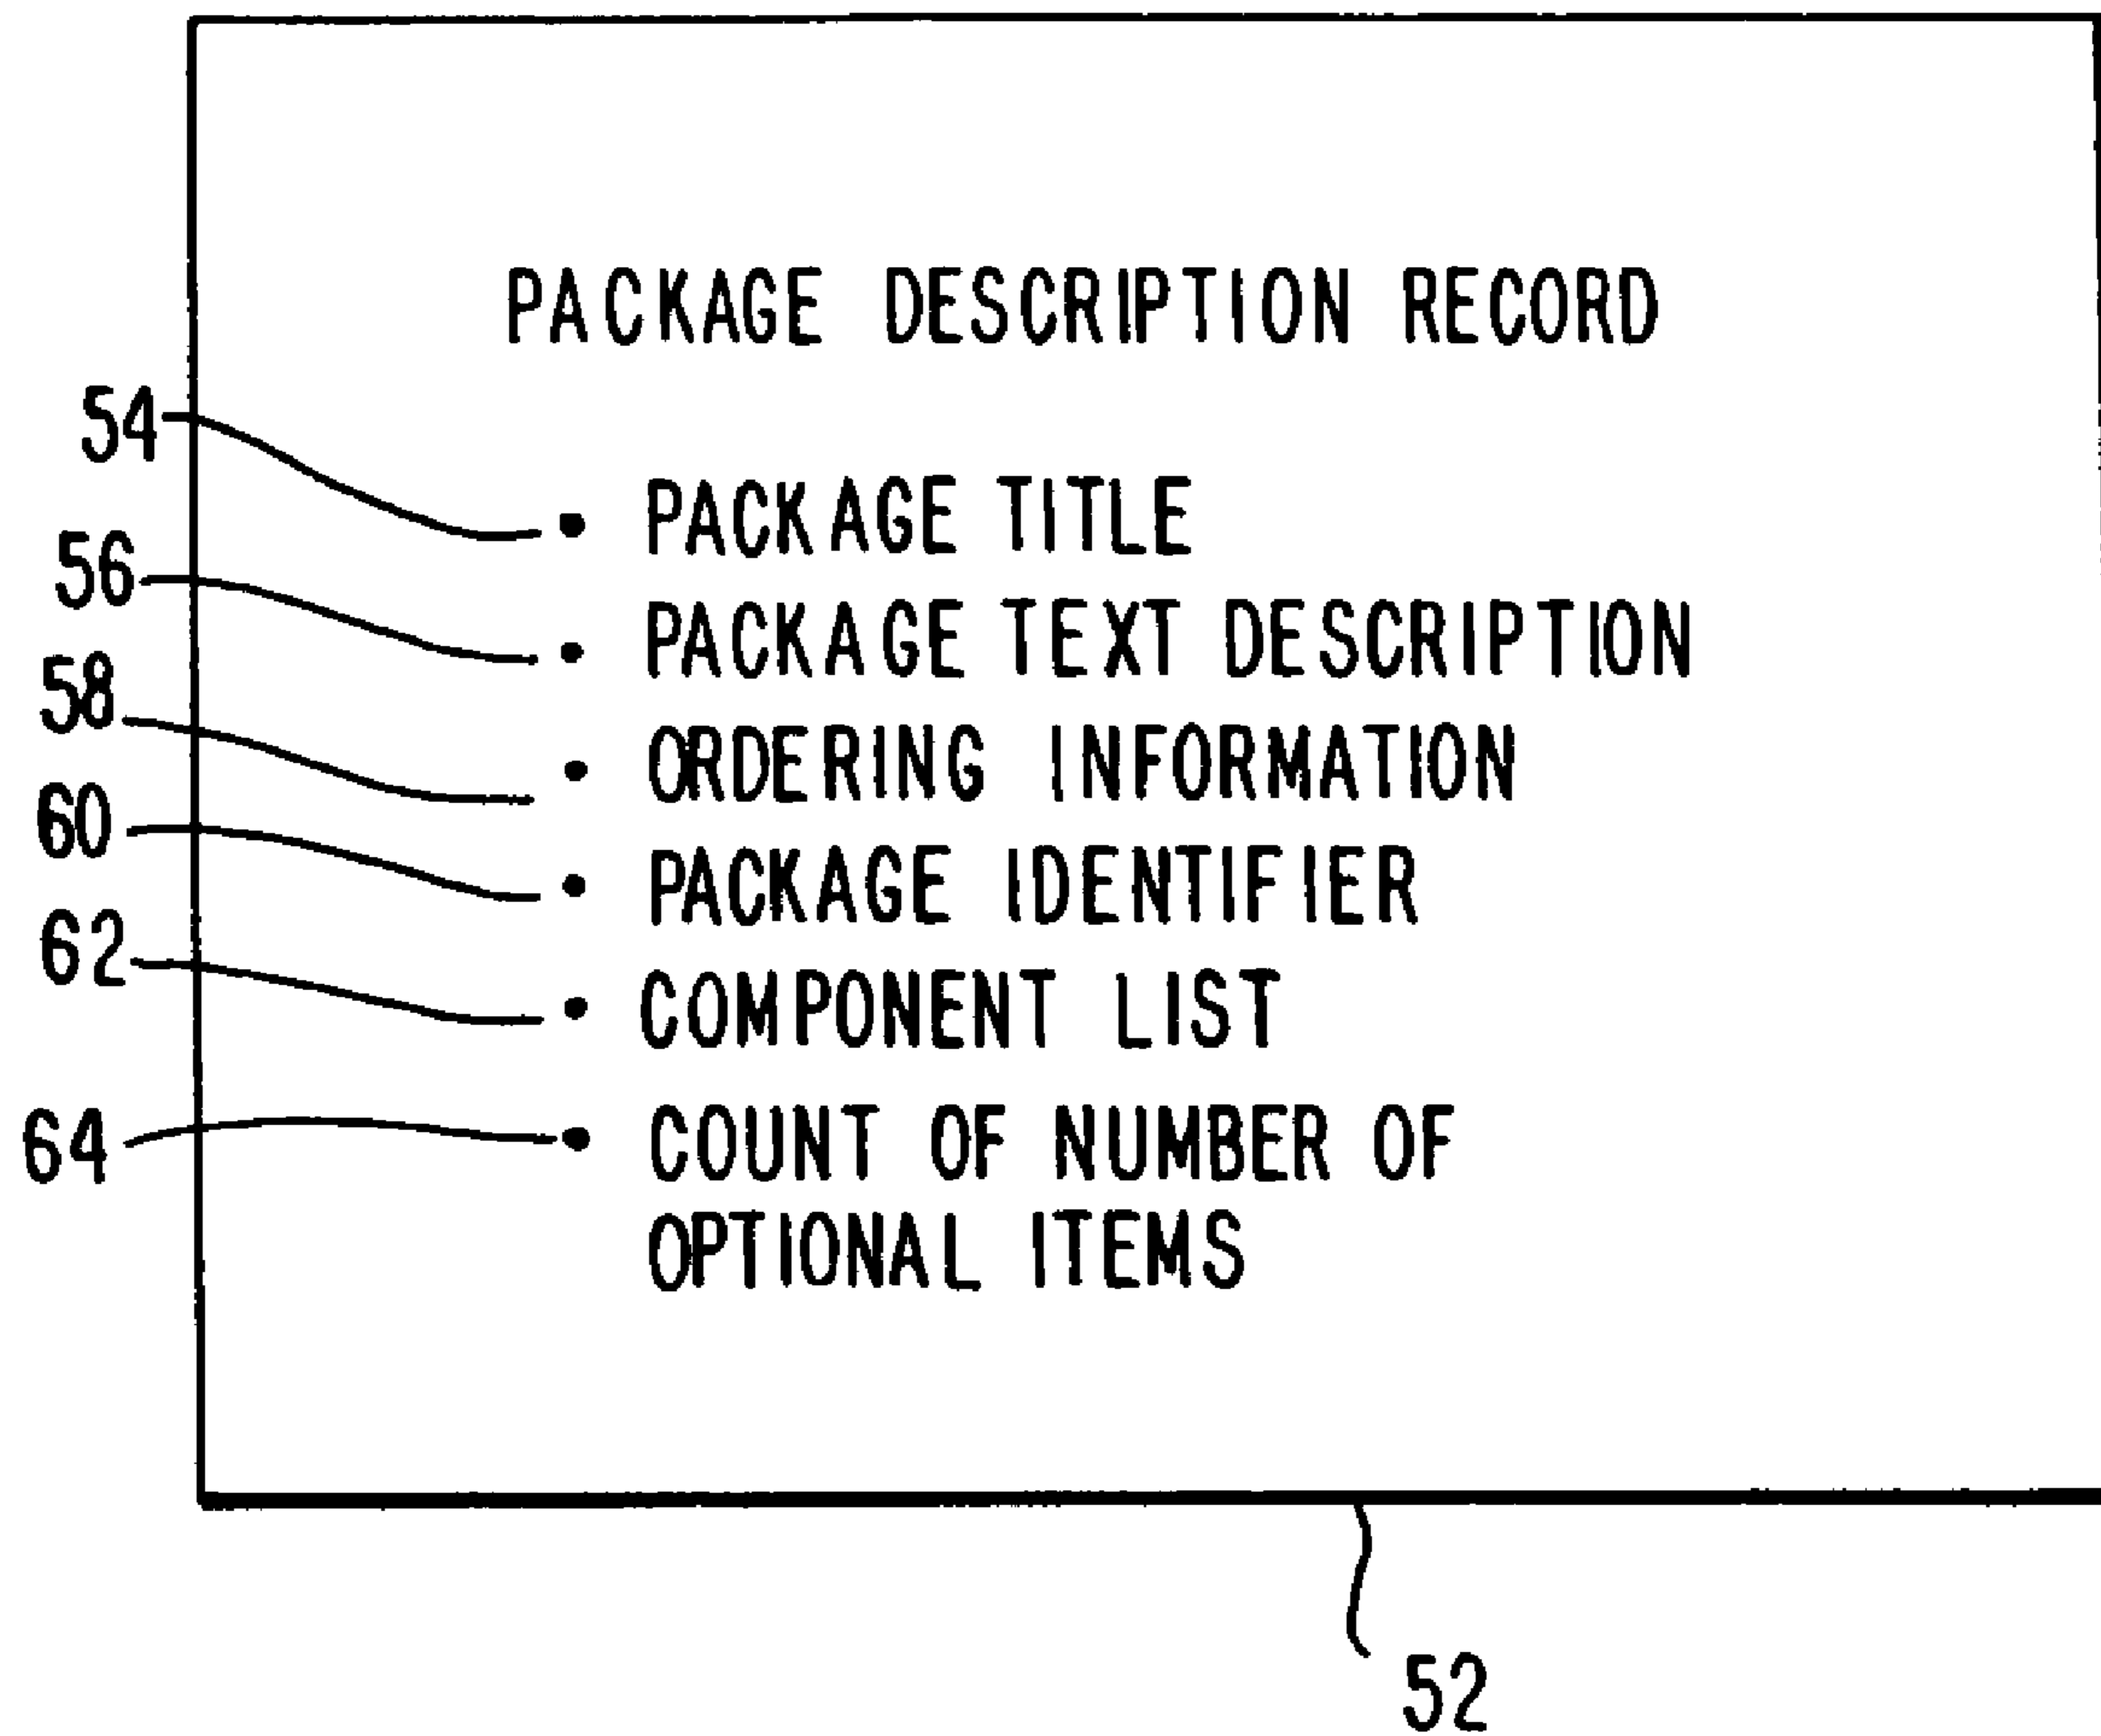 PACKAGE DESCRIPTION RECORD
54
• PACKAGE TITLE
56
• PACKAGE TEXT DESCRIPTION
58
• ORDERING INFORMATION
60
• PACKAGE IDENTIFIER
62
• COMPONENT LIST
64
• COUNT OF NUMBER OF
OPTIONAL ITEMS
52